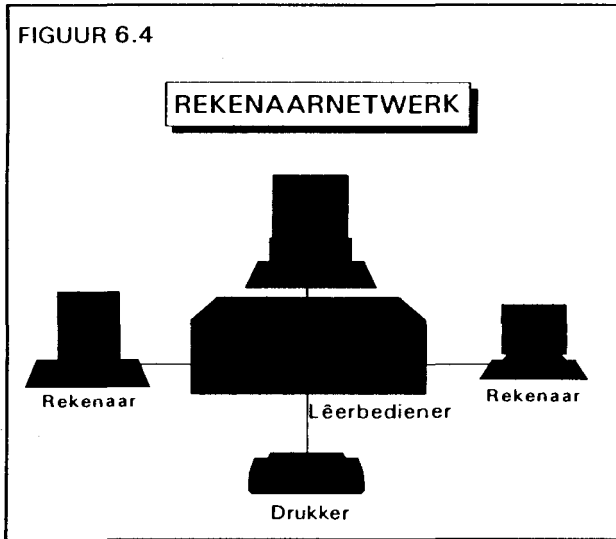 FIGUUR 6.4
REKENAARNETWERK
Rekenaar
Lêerbediener
Rekenaar
Drukker